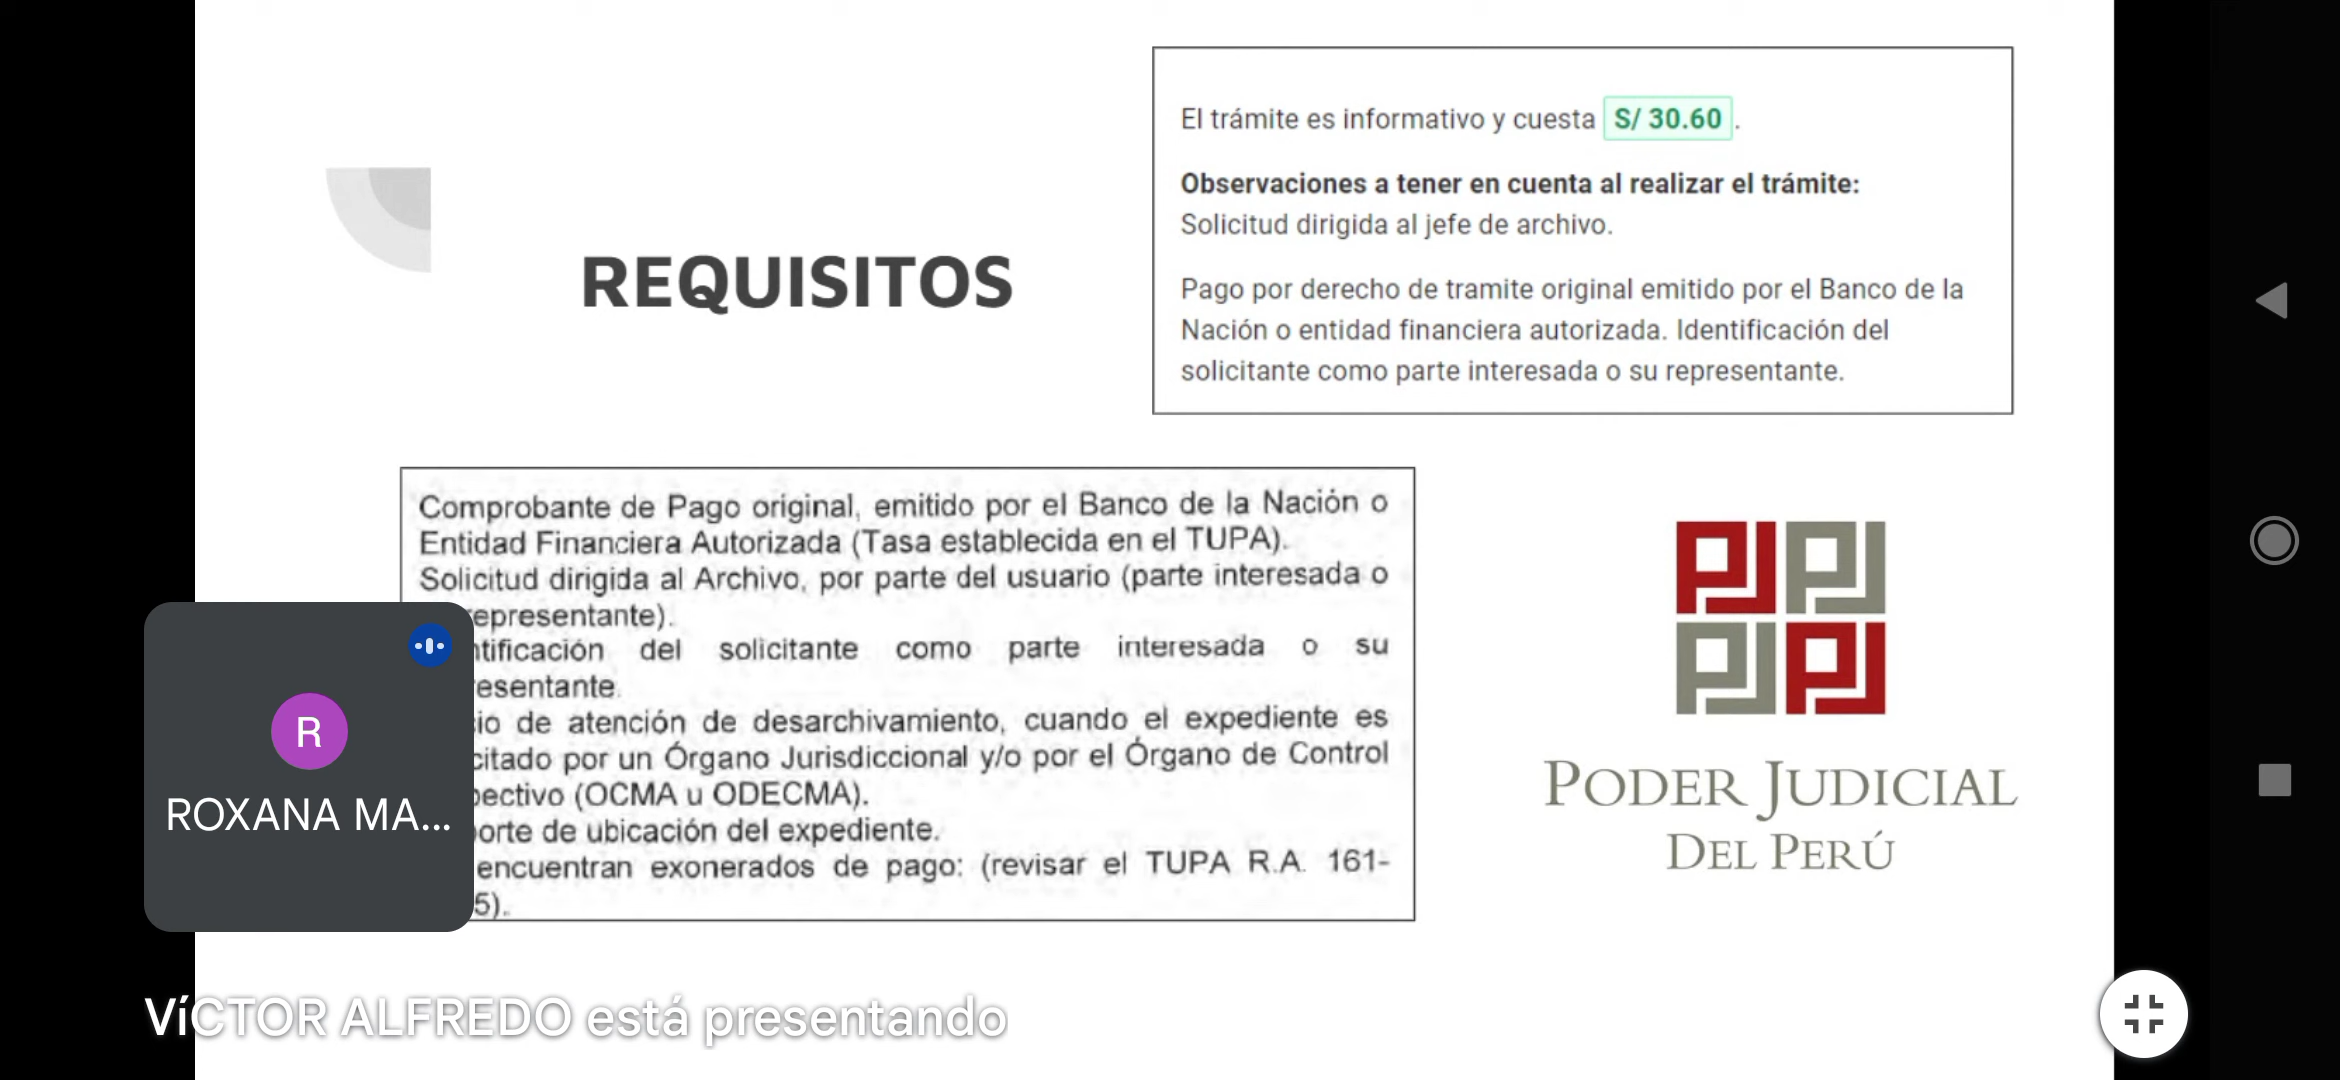 El trámite es informativo y cuesta S/ 30.60.
Observaciones a tener en cuenta al realizar el trámite:
Solicitud dirigida al jefe de archivo.
Pago por derecho de tramite original emitido por el Banco de la
Nación o entidad financiera autorizada. Identificación del
solicitante como parte interesada o su representante.
REQUISITOS
Comprobante de Pago original, emitido por el Banco de la Nación o
Entidad Financiera Autorizada (Tasa establecida en el TUPA).
Solicitud dirigida al Archivo, por parte del usuario (parte interesada o
epresentante).
ntificación del solicitante como parte interesada o su
esentante.
io de atención de desarchivamiento, cuando el expediente es
citado por un Órgano Jurisdiccional y/o por el Órgano de Control
pectivo (OCMA u ODECMA).
orte de ubicación del expediente.
encuentran exonerados de pago: (revisar el TUPA R.A. 161-
5).
PJ PJ
PJ PJ
PODER JUDICIAL
DEL PERÚ
R
ROXANA MA...
VíCTOR ALFREDO está presentando